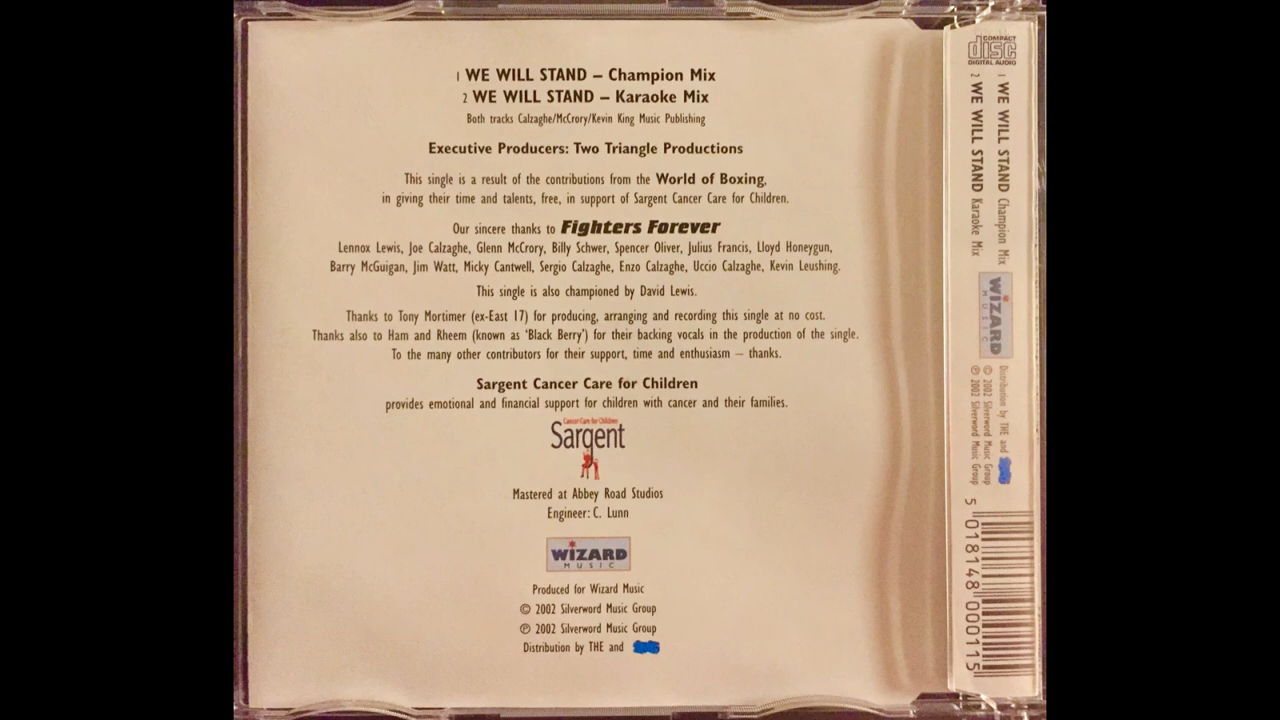 1 WE WILL STAND – Champion Mix
2 WE WILL STAND – Karaoke Mix
Both tracks Calzaghe/McCrory/Kevin King Music Publishing
Executive Producers: Two Triangle Productions
This single is a result of the contributions from the World of Boxing,
in giving their time and talents, free, in support of Sargent Cancer Care for Children.
Our sincere thanks to Fighters Forever
Lennox Lewis, Joe Calzaghe, Glenn McCrory, Billy Schwer, Spencer Oliver, Julius Francis, Lloyd Honeygun,
Barry McGuigan, Jim Watt, Micky Cantwell, Sergio Calzaghe, Enzo Calzaghe, Uccio Calzaghe, Kevin Leushing.
This single is also championed by David Lewis.
Thanks to Tony Mortimer (ex-East 17) for producing, arranging and recording this single at no cost.
Thanks also to Ham and Rheem (known as 'Black Berry') for their backing vocals in the production of the single.
To the many other contributors for their support, time and enthusiasm – thanks.
Sargent Cancer Care for Children
provides emotional and financial support for children with cancer and their families.
Cancer Care for Children
Sargent
Mastered at Abbey Road Studios
Engineer: C. Lunn
WIZARD
MUSIC
Produced for Wizard Music
© 2002 Silverword Music Group
℗ 2002 Silverword Music Group
Distribution by THE and
COMPACT
disc
DIGITAL AUDIO
1 WE WILL STAND Champion Mix
2 WE WILL STAND Karaoke Mix
WIZARD
MUSIC
Distribution by THE and
© 2002 Silverword Music Group
℗ 2002 Silverword Music Group
5 018148 000115